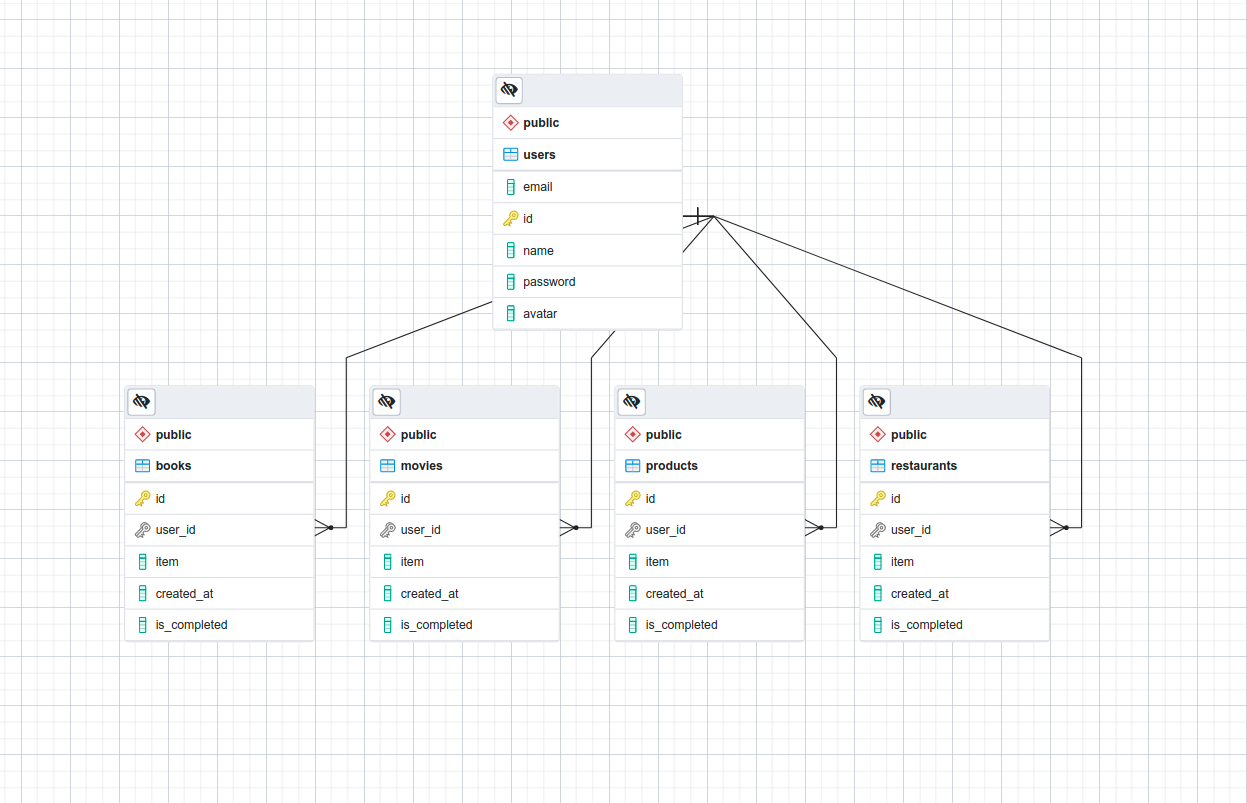 public
users
email
id
name
password
avatar
public
books
id
user_id
item
created_at
is_completed
public
movies
id
user_id
item
created_at
is_completed
public
products
id
user_id
item
created_at
is_completed
public
restaurants
id
user_id
item
created_at
is_completed